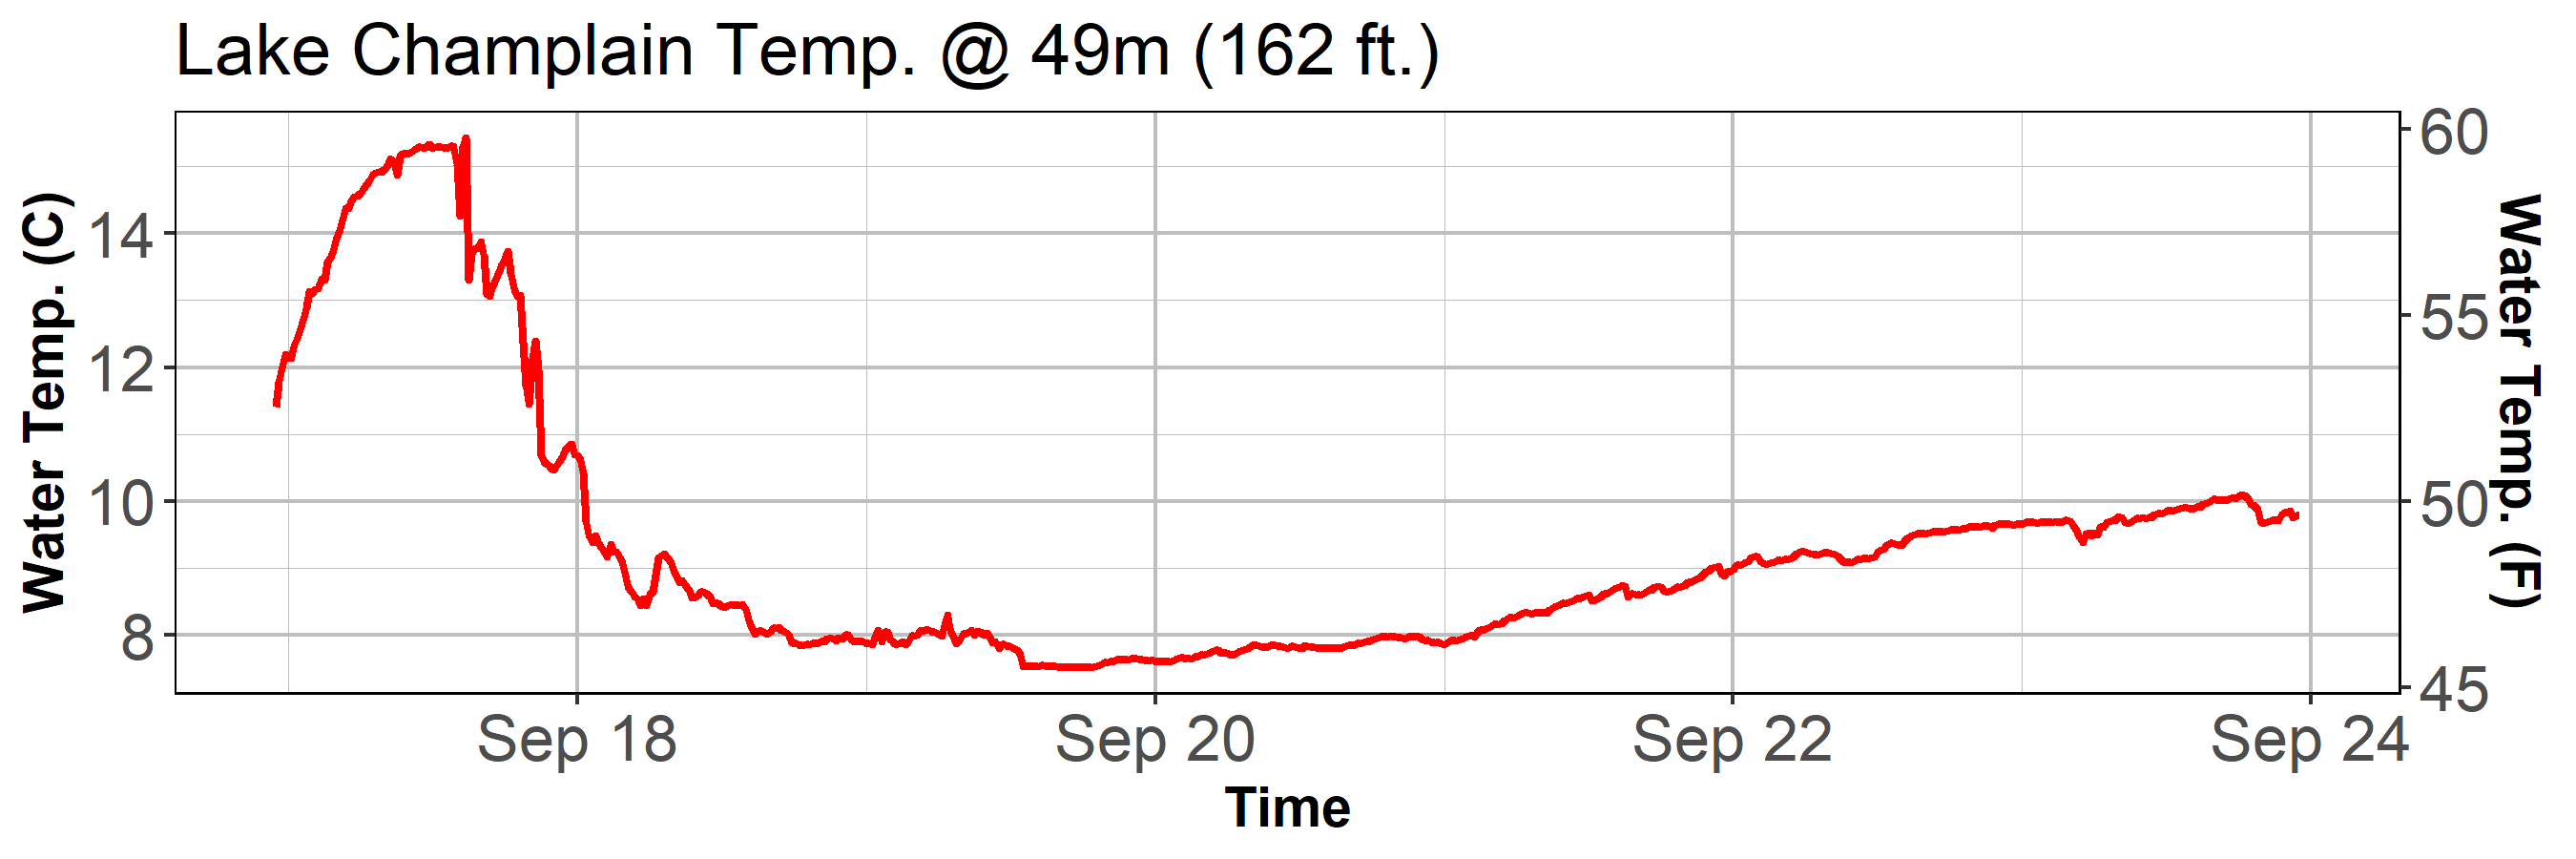 Lake Champlain Temp. @ 49m (162 ft.)
Water Temp. (C)
14
12
10
8
60
55
50
45
Water Temp. (F)
Sep 18
Sep 20
Sep 22
Sep 24
Time